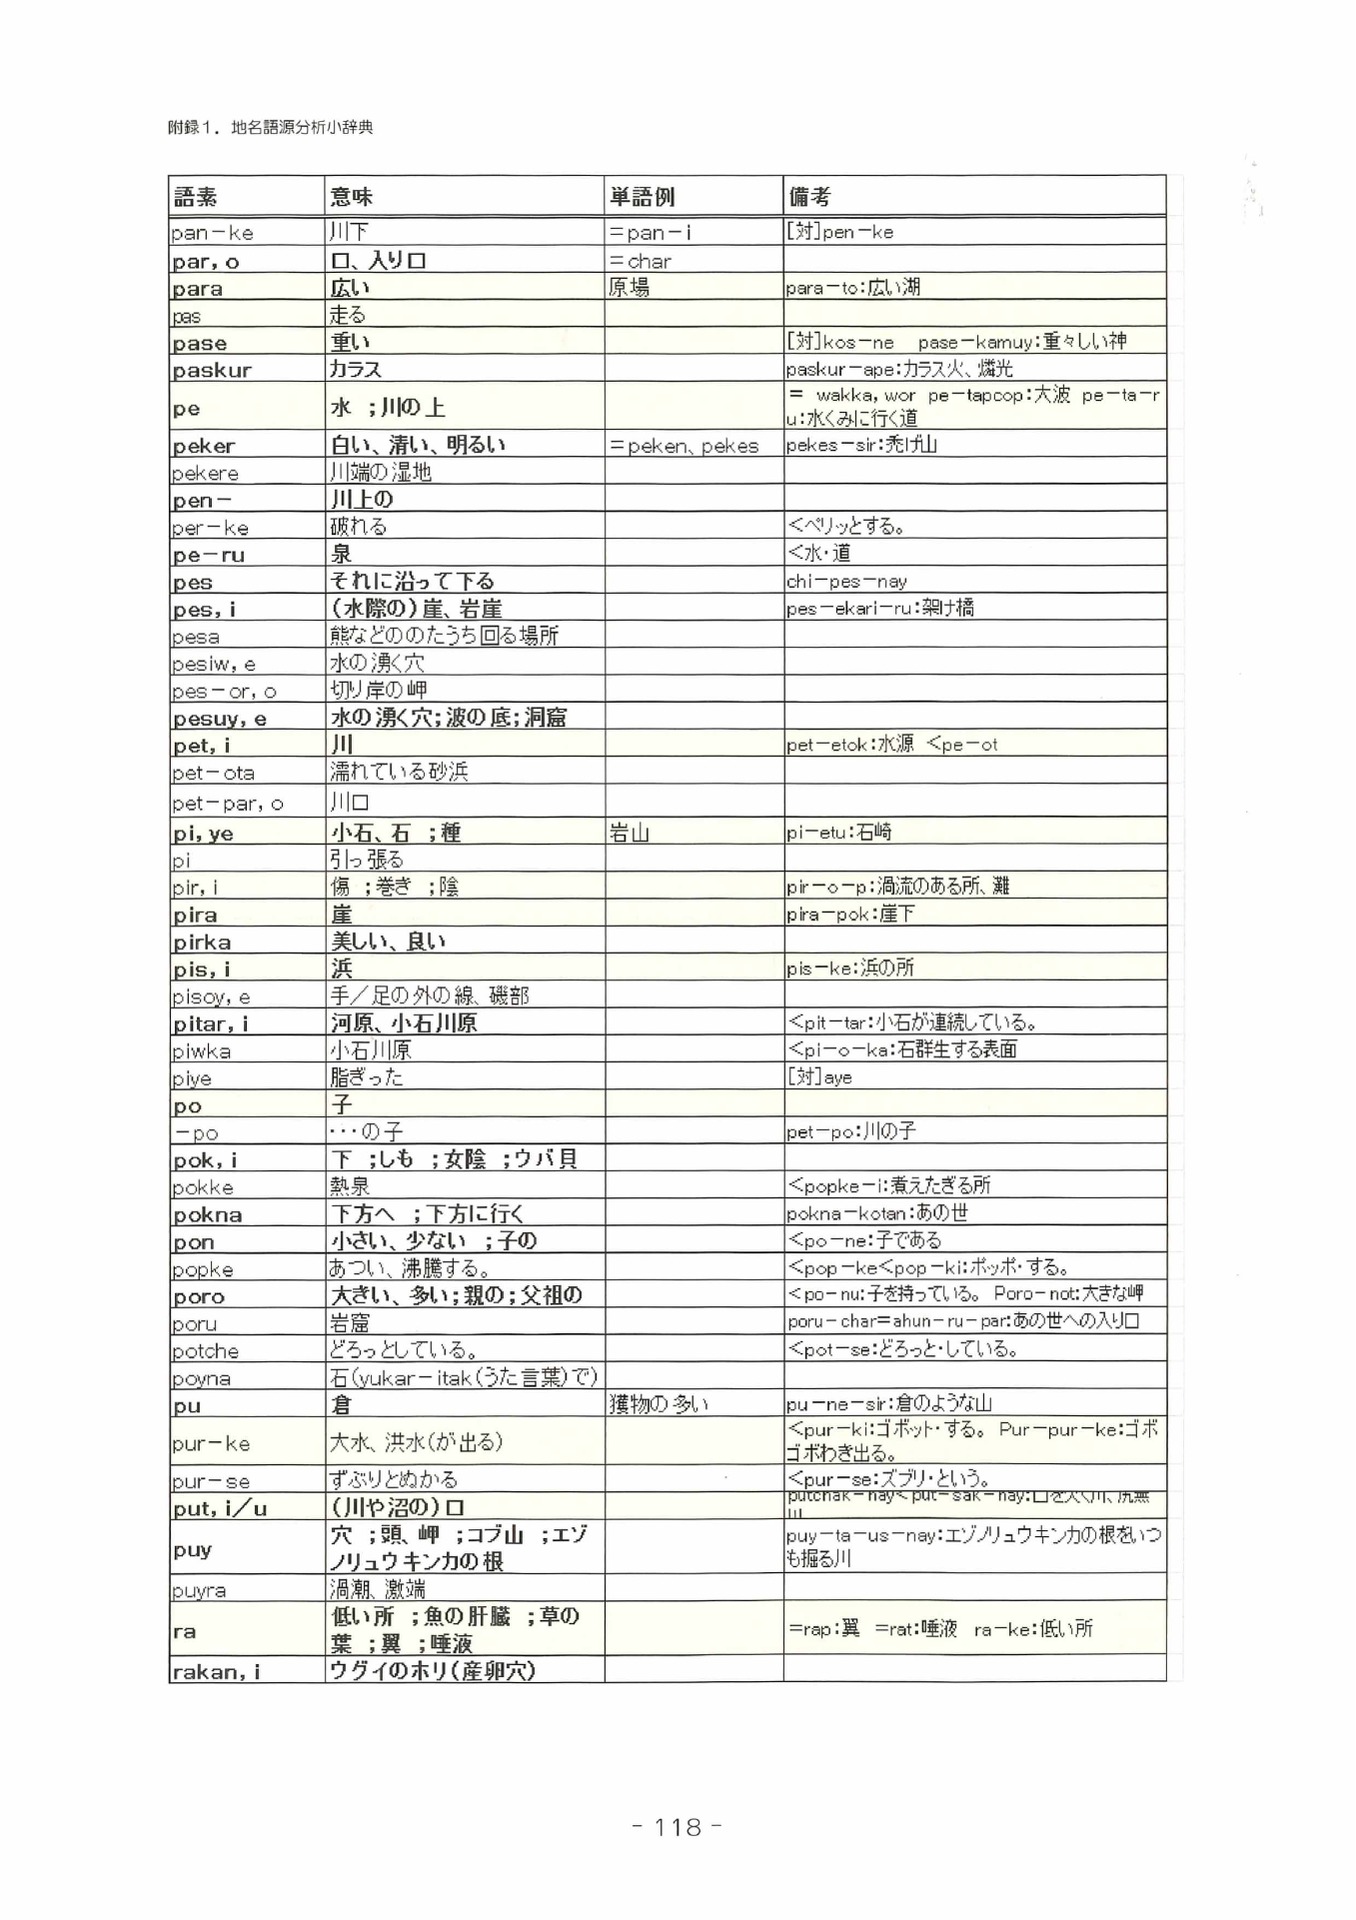 附録１．地名語源分析小辞典
語素 意味 単語例 備考
pan－ke 川下 ＝pan－i [対]pen－ke
par, o 口、入り口 ＝char
para 広い 原場 para－to：広い湖
pas 走る
pase 重い [対]kos－ne pase－kamuy：重々しい神
paskur カラス paskur－ape：カラス火、燐光
pe 水 ；川の上 ＝ wakka, wor pe－tapcop：大波 pe－ta－r
u：水くみに行く道
peker 白い、清い、明るい ＝peken、pekes pekes－sir：禿げ山
pekere 川端の湿地
pen－ 川上の
per－ke 破れる ＜ペリッとする。
pe－ru 泉 ＜水・道
pes それに沿って下る chi－pes－nay
pes, i （水際の）崖、岩崖 pes－ekari－ru：架け橋
pesa 熊などののたうち回る場所
pesiw, e 水の湧く穴
pes－or, o 切り岸の岬
pesuy, e 水の湧く穴；波の底；洞窟
pet, i 川 pet－etok：水源 ＜pe－ot
pet－ota 濡れている砂浜
pet－par, o 川口
pi, ye 小石、石 ；種 岩山 pi－etu：石崎
pi 引っ張る
pir, i 傷 ；巻き ；陰 pir－o－p：渦流のある所、灘
pira 崖 pira－pok：崖下
pirka 美しい、良い
pis, i 浜 pis－ke：浜の所
pisoy, e 手／足の外の線、磯部
pitar, i 河原、小石川原 ＜pit－tar：小石が連続している。
piwka 小石川原 ＜pi－o－ka：石群生する表面
piye 脂ぎった [対]aye
po 子
－po ・・・の子 pet－po：川の子
pok, i 下 ；しも ；女陰 ；ウバ貝
pokke 熱泉 ＜popke－i：煮えたぎる所
pokna 下方へ ；下方に行く pokna－kotan：あの世
pon 小さい、少ない ；子の ＜po－ne：子である
popke あつい、沸騰する。 ＜pop－ke＜pop－ki：ポッポ・する。
poro 大きい、多い；親の；父祖の ＜po－nu：子を持っている。 Poro－not：大きな岬
poru 岩窟 poru－char＝ahun－ru－par：あの世への入り口
potche どろっとしている。 ＜pot－se：どろっと・している。
poyna 石（yukar－itak（うた言葉）で）
pu 倉 獲物の多い pu－ne－sir：倉のような山
pur－ke 大水、洪水（が出る） ＜pur－ki：ゴボット・する。 Pur－pur－ke：ゴボ
ゴボわき出る。
pur－se ずぶりとぬかる ＜pur－se：ズブリ・という。
put, i／u （川や沼の）口 putchak－nay＜put－sak－nay：口を欠く川、尻無
川
puy 穴 ；頭、岬 ；コブ山 ；エゾ
ノリュウキンカの根 puy－ta－us－nay：エゾノリュウキンカの根をいつ
も掘る川
puyra 渦潮、激端
ra 低い所 ；魚の肝臓 ；草の
葉 ；翼 ；唾液 ＝rap：翼 ＝rat：唾液 ra－ke：低い所
rakan, i ウグイのホリ（産卵穴）
- 118 -